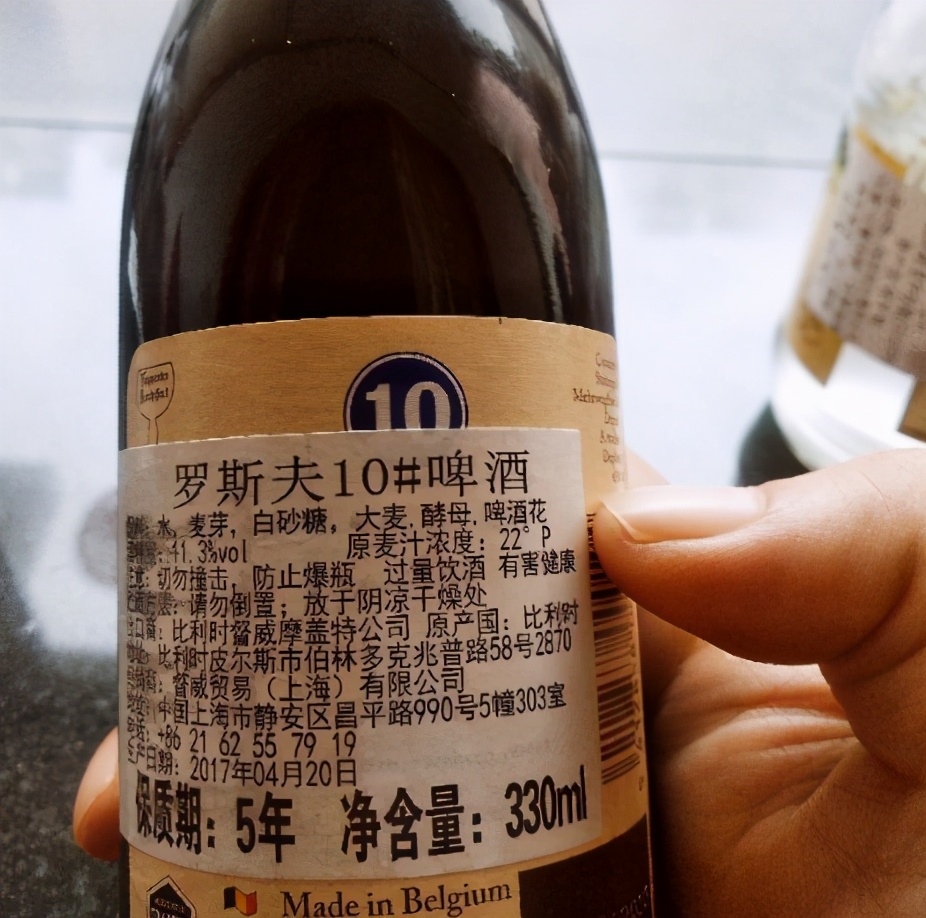 10
罗斯夫10#啤酒
水, 麦芽, 白砂糖, 大麦, 酵母, 啤酒花
41.3%vol 原麦汁浓度: 22°P
切勿撞击, 防止爆瓶 过量饮酒 有害健康
请勿倒置; 放于阴凉干燥处
比利时督威摩盖特公司 原产国: 比利时
比利时皮尔斯市伯林多克兆普路58号2870
督威贸易(上海)有限公司
中国上海市静安区昌平路990号5幢303室
+86 21 62 55 79 19
生产日期: 2017年04月20日
保质期: 5年 净含量: 330ml
Made in Belgium